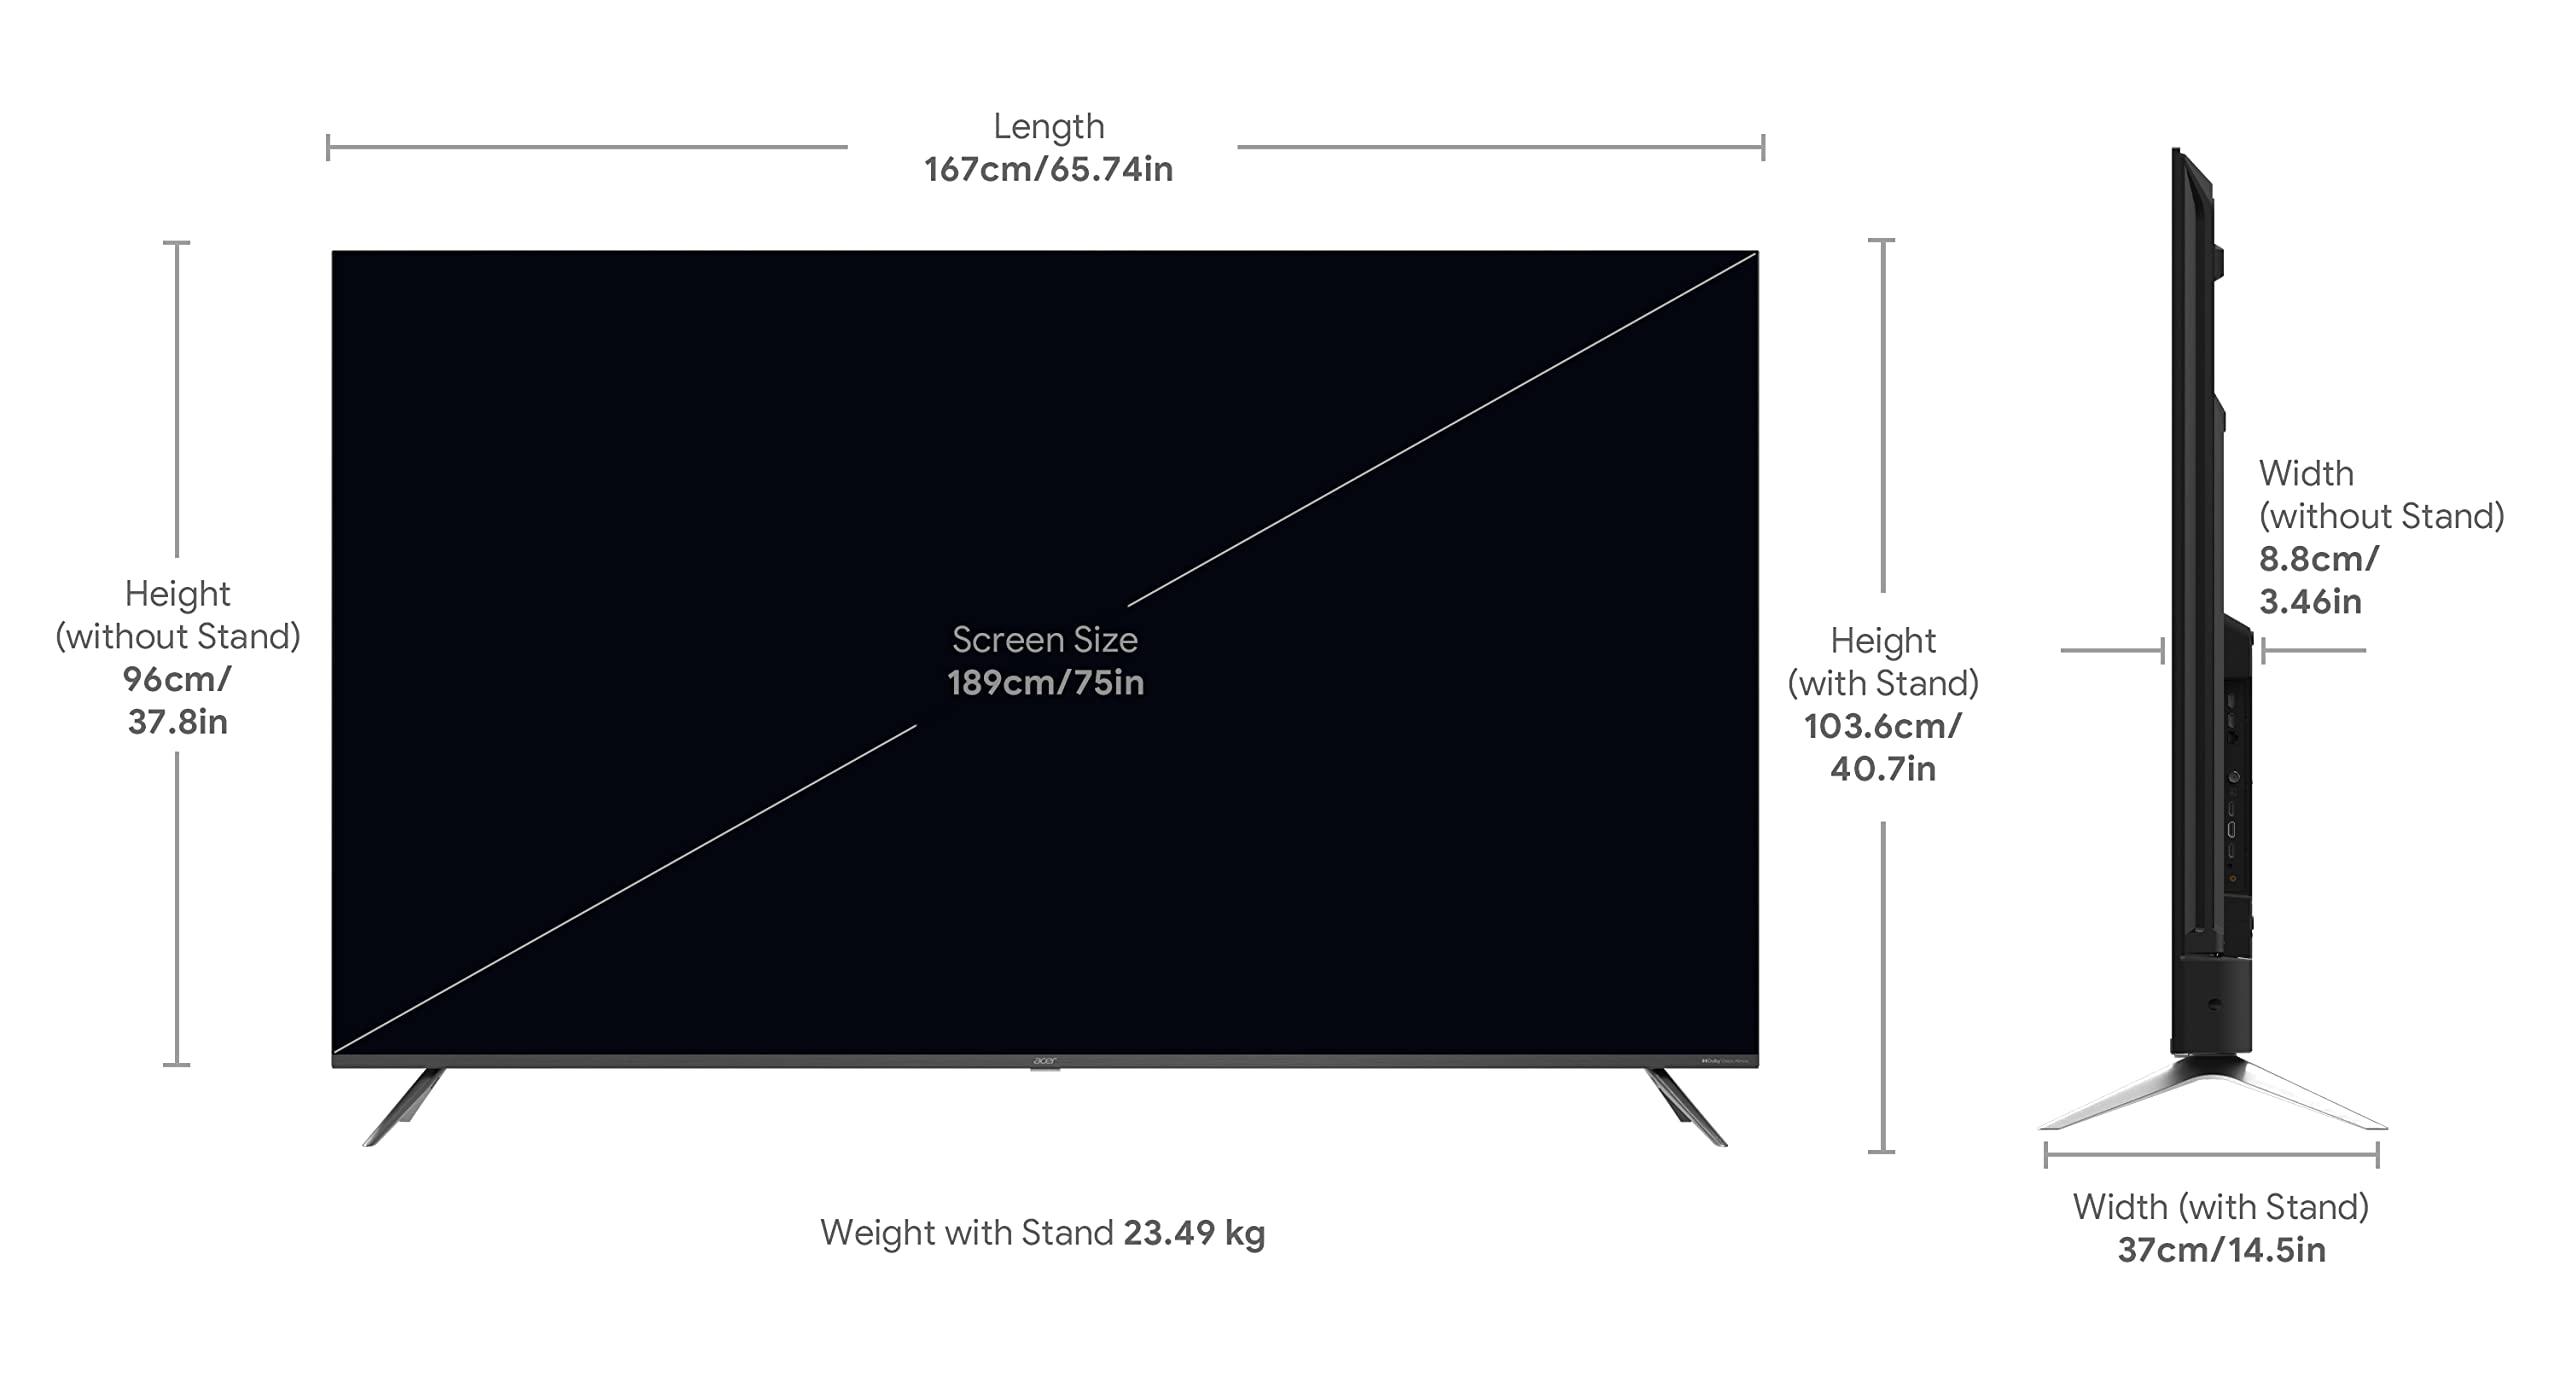 Length
167cm/65.74in
Height
(without Stand)
96cm/
37.8in
Screen Size
189cm/75in
Height
(with Stand)
103.6cm/
40.7in
Width
(without Stand)
8.8cm/
3.46in
acer
Weight with Stand 23.49 kg
Width (with Stand)
37cm/14.5in